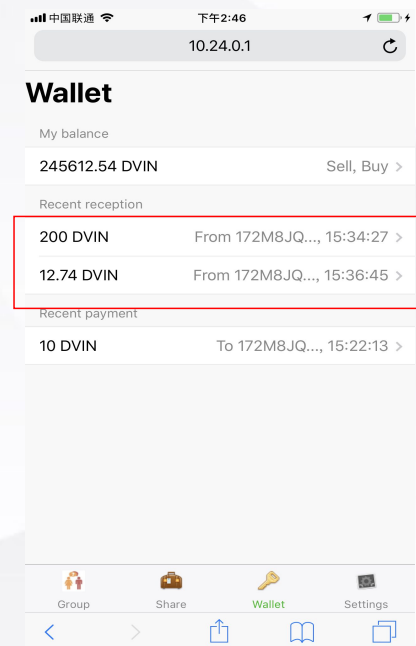 中国联通 下午2:46
10.24.0.1
Wallet
My balance
245612.54 DVIN Sell, Buy >
Recent reception
200 DVIN From 172M8JQ..., 15:34:27 >
12.74 DVIN From 172M8JQ..., 15:36:45 >
Recent payment
10 DVIN To 172M8JQ..., 15:22:13 >
Group Share Wallet Settings